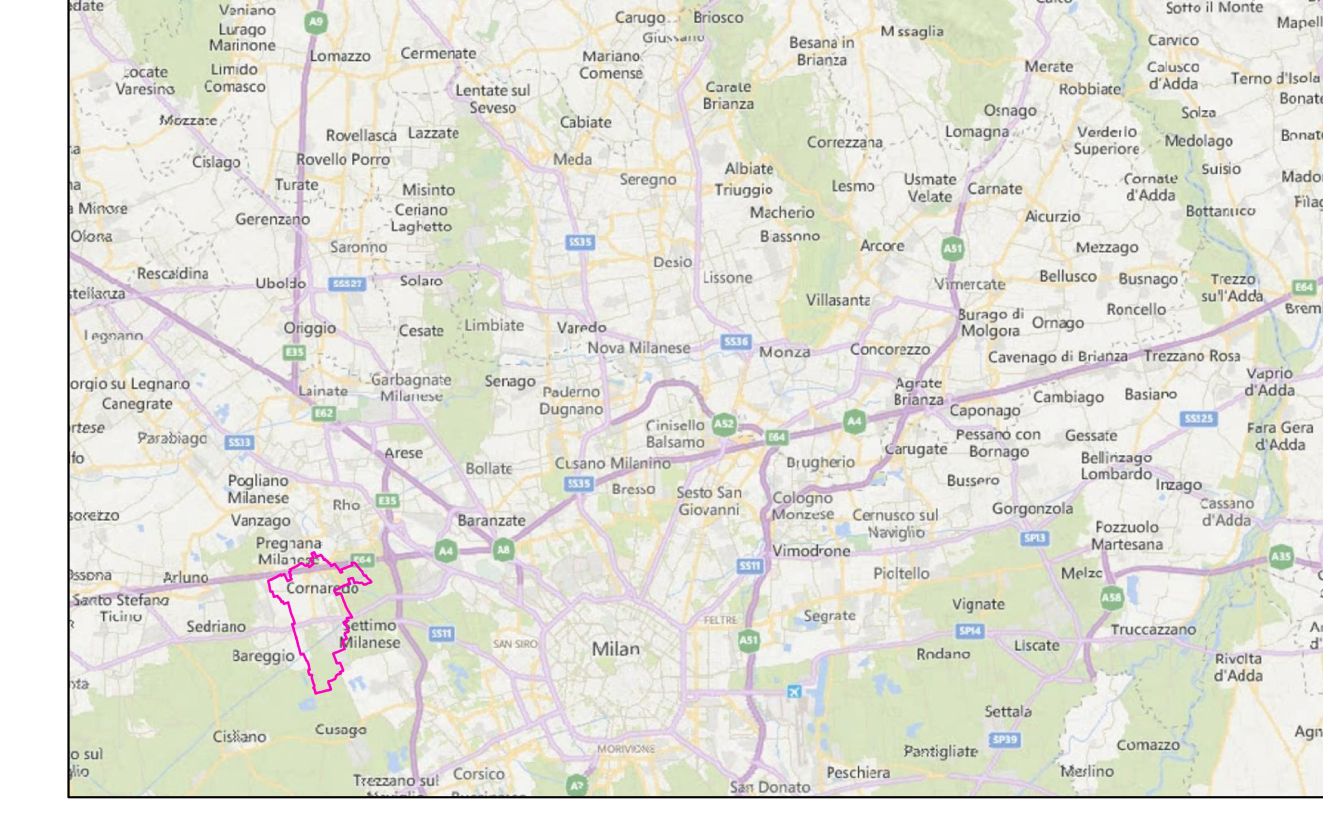 Veniano
A9
Carugo
Briosco
Sotto il Monte
Lurago
Marinone
Giussano
Missaglia
Lomazzo
Cermenate
Mariano
Comense
Besana in
Brianza
Carvico
Locate
Varesino
Limido
Comasco
Merate
Calusco
d'Adda
Terno d'Isola
Lentate sul
Seveso
Carate
Brianza
Robbiate
Mozzate
Cabiate
Osnago
Solza
Rovellasca
Lazzate
Correzzana
Lomagna
Verderio
Superiore
Medolago
Cislago
Rovello Porro
Meda
Albiate
Triuggio
Suisio
Turate
Misinto
Seregno
Lesmo
Usmate
Velate
Carnate
Cornate
d'Adda
Gerenzano
Ceriano
Laghetto
Macherio
Biassono
Aicurzio
Bottanuco
Olona
Saronno
SS35
Arcore
A51
Mezzago
Rescaldina
Uboldo
SS527
Solaro
Desio
Lissone
Vimercate
Bellusco
Busnago
Trezzo
sull'Adda
E64
Villasanta
Legnano
Origgio
Cesate
Limbiate
Varedo
Burago di
Molgora
Ornago
Roncello
E35
Nova Milanese
SS36
Monza
Concorezzo
Cavenago di Brianza
Trezzano Rosa
orgio su Legnano
Canegrate
Lainate
Garbagnate
Milanese
Senago
Paderno
Dugnano
Agrate
Brianza
Cambiago
Basiano
Vaprio
d'Adda
E62
Caponago
SS525
Parabiago
SS33
Cinisello
Balsamo
A52
E64
A4
Pessano con
Bornago
Gessate
Fara Gera
d'Adda
Arese
Bollate
Cusano Milanino
Brugherio
Carugate
Bellinzago
Lombardo
Pogliano
Milanese
Rho
E35
SS35
Bresso
Sesto San
Giovanni
Cologno
Monzese
Bussero
Inzago
Vanzago
Baranzate
Cernusco sul
Naviglio
Gorgonzola
Cassano
d'Adda
Pregnana
Milanese
E64
A4
A8
Vimodrone
SP13
Pozzuolo
Martesana
A35
Arluno
Cornaredo
SS11
Pioltello
Melzo
Santo Stefano
Ticino
A58
Sedriano
Settimo
Milanese
SS11
SAN SIRO
Milan
FELTRE
A51
Segrate
Vignate
SP14
Liscate
Truccazzano
Bareggio
Rodano
Rivolta
d'Adda
Cisliano
Cusago
MORIVIONE
Settala
SP39
Pantigliate
Comazzo
Trezzano sul
Naviglio
Corsico
Buccinasco
A7
San Donato
Peschiera
Merlino